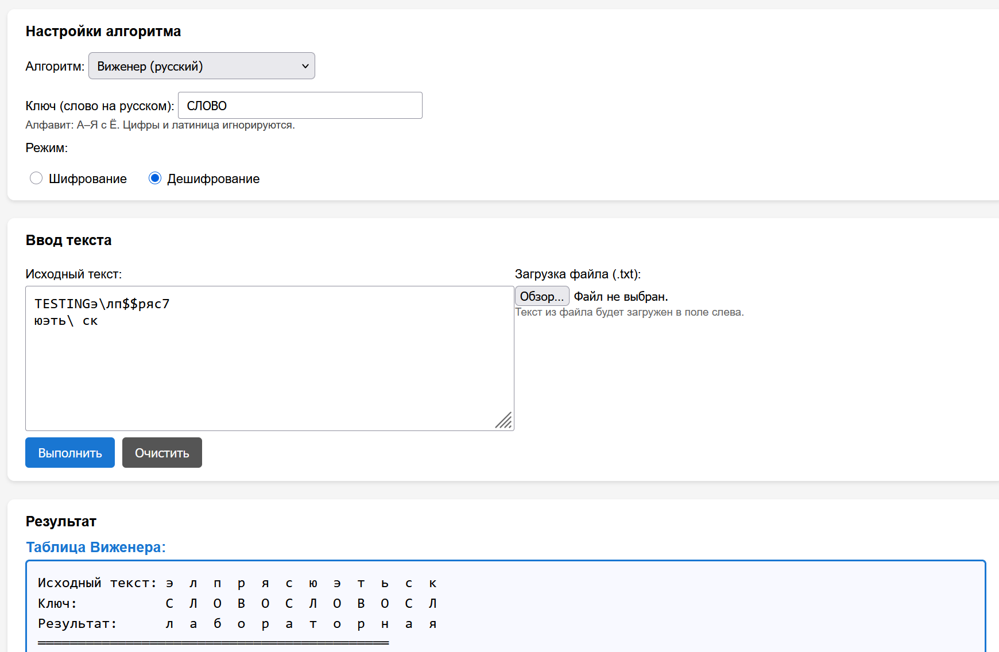 Настройки алгоритма
Алгоритм: Виженер (русский)
Ключ (слово на русском): СЛОВО
Алфавит: А–Я с Ё. Цифры и латиница игнорируются.
Режим:
Шифрование Дешифрование
Ввод текста
Исходный текст:
TESTINGэ\лп$$ряс7
юэть\ ск
Загрузка файла (.txt):
Обзор... Файл не выбран.
Текст из файла будет загружен в поле слева.
Выполнить Очистить
Результат
Таблица Виженера:
Исходный текст: э л п р я с ю э т ь с к
Ключ: С Л О В О С Л О В О С Л
Результат: л а б о р а т о р н а я